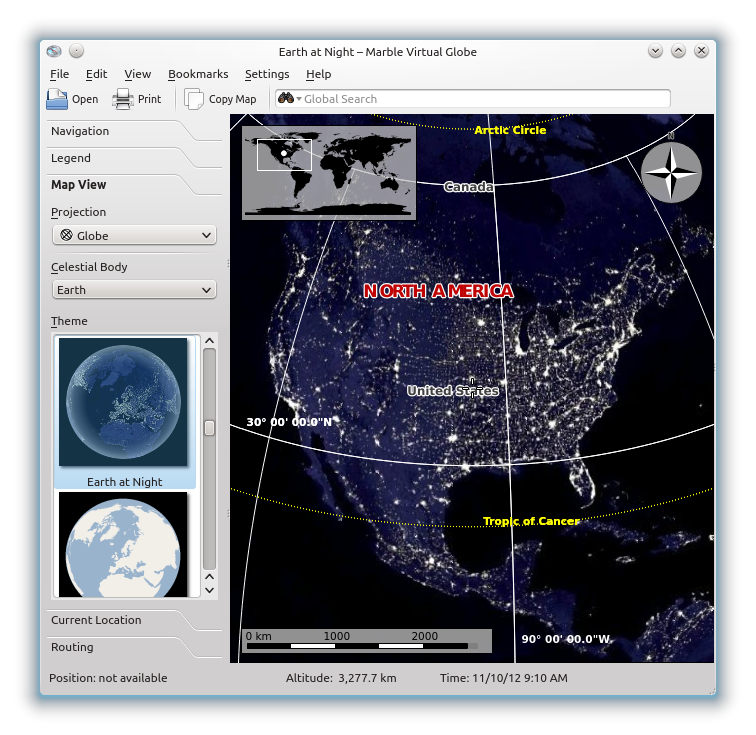 Earth at Night – Marble Virtual Globe
File Edit View Bookmarks Settings Help
Open Print Copy Map Global Search
Navigation
Legend
Map View
Projection
Globe
Celestial Body
Earth
Theme
Earth at Night
Current Location
Routing
Arctic Circle
N
Canada
NORTH AMERICA
United States
30° 00' 00.0"N
Tropic of Cancer
90° 00' 00.0"W
0 km 1000 2000
Position: not available Altitude: 3,277.7 km Time: 11/10/12 9:10 AM